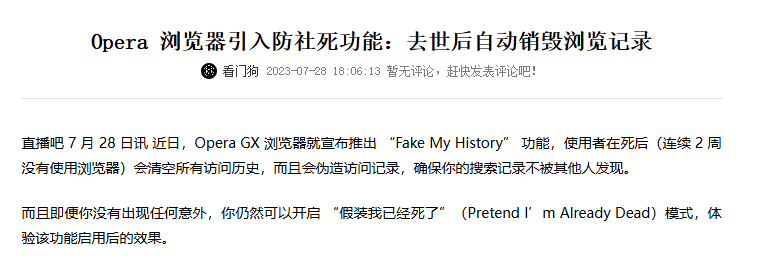 Opera 浏览器引入防社死功能：去世后自动销毁浏览记录
看门狗 2023-07-28 18:06:13 暂无评论，赶快发表评论吧！
直播吧 7 月 28 日讯 近日，Opera GX 浏览器就宣布推出 “Fake My History” 功能，使用者在死后（连续 2 周
没有使用浏览器）会清空所有访问历史，而且会伪造访问记录，确保你的搜索记录不被其他人发现。
而且即便你没有出现任何意外，你仍然可以开启 “假装我已经死了”（Pretend I’m Already Dead）模式，体
验该功能启用后的效果。